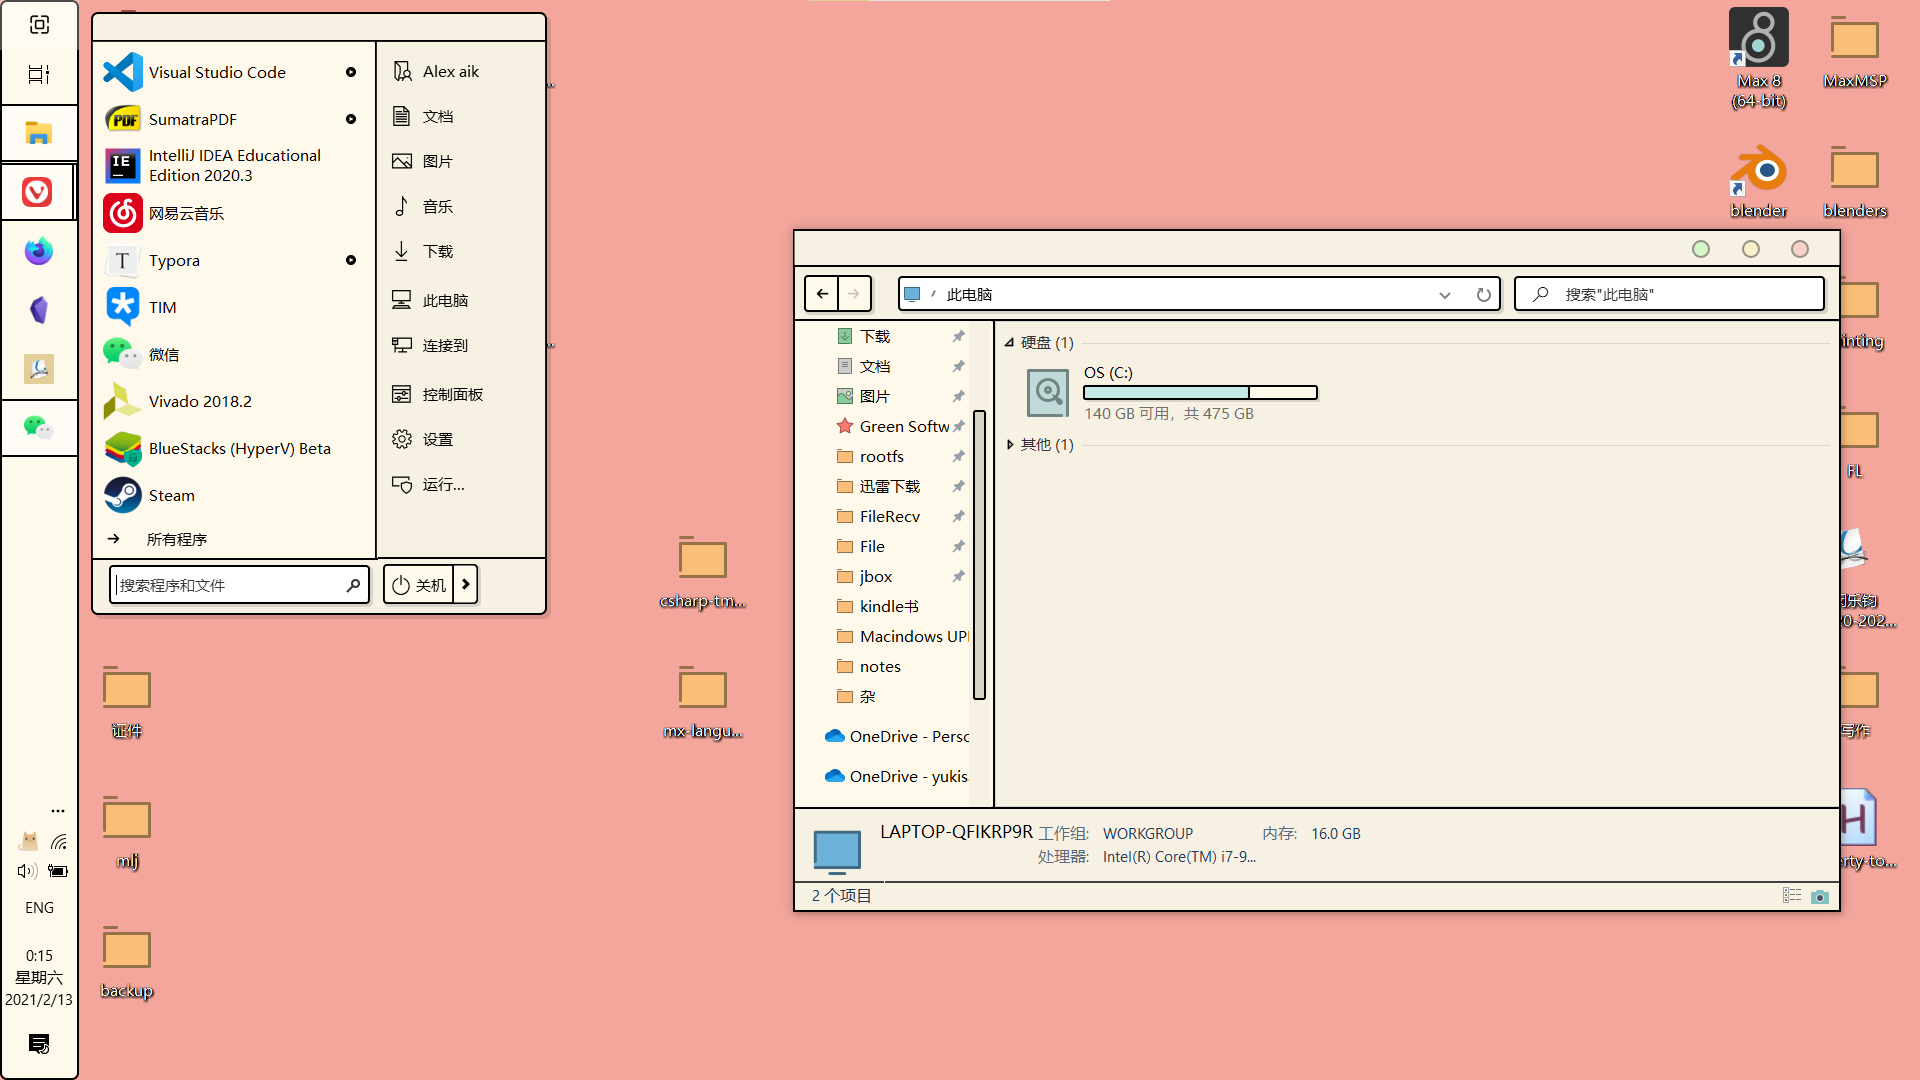 Visual Studio Code
SumatraPDF
IntelliJ IDEA Educational
Edition 2020.3
网易云音乐
Typora
TIM
微信
Vivado 2018.2
BlueStacks (HyperV) Beta
Steam
所有程序
搜索程序和文件
Alex aik
文档
图片
音乐
下载
此电脑
连接到
控制面板
设置
运行...
关机
csharp-tm...
mx-langu...
证件
mlj
backup
ENG
0:15
星期六
2021/2/13
Max 8
(64-bit)
MaxMSP
blender
blenders
inting
FL
乐钧
0-202...
写作
erty-to...
此电脑
搜索"此电脑"
下载
文档
图片
Green Softw
rootfs
迅雷下载
FileRecv
File
jbox
kindle书
Macindows UPI
notes
杂
OneDrive - Perso
OneDrive - yukis
硬盘 (1)
OS (C:)
140 GB 可用，共 475 GB
其他 (1)
LAPTOP-QFIKRP9R 工作组: WORKGROUP 内存: 16.0 GB
处理器: Intel(R) Core(TM) i7-9...
2 个项目